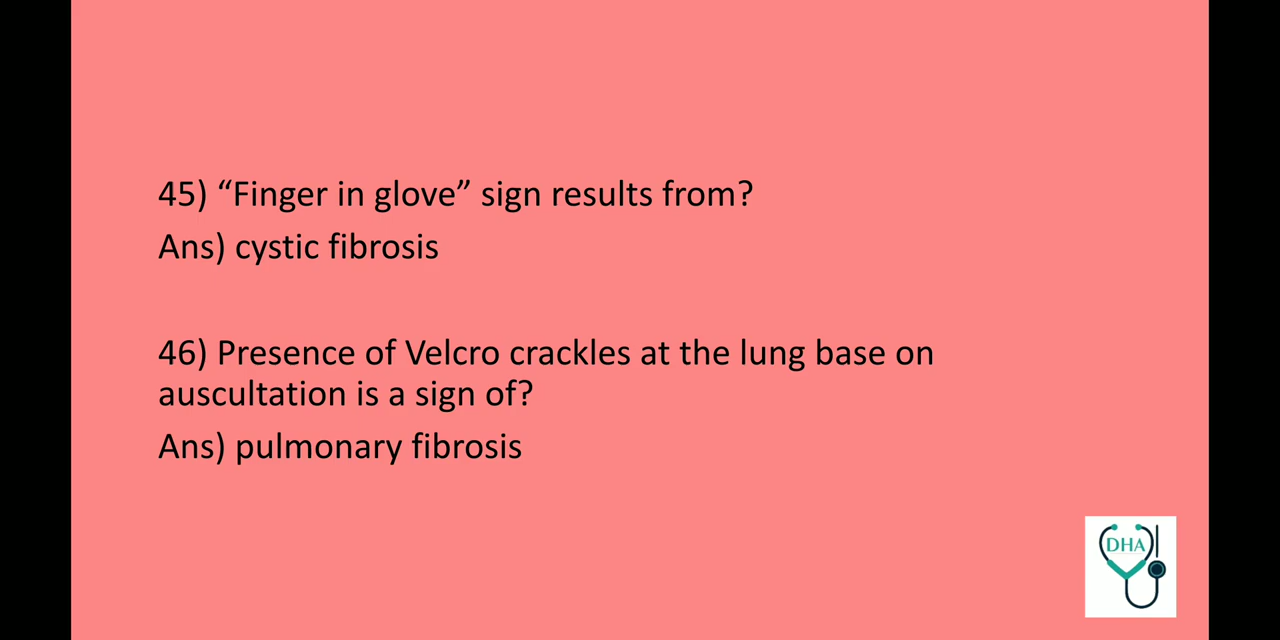 45) “Finger in glove” sign results from?
Ans) cystic fibrosis
46) Presence of Velcro crackles at the lung base on
auscultation is a sign of?
Ans) pulmonary fibrosis
DHA